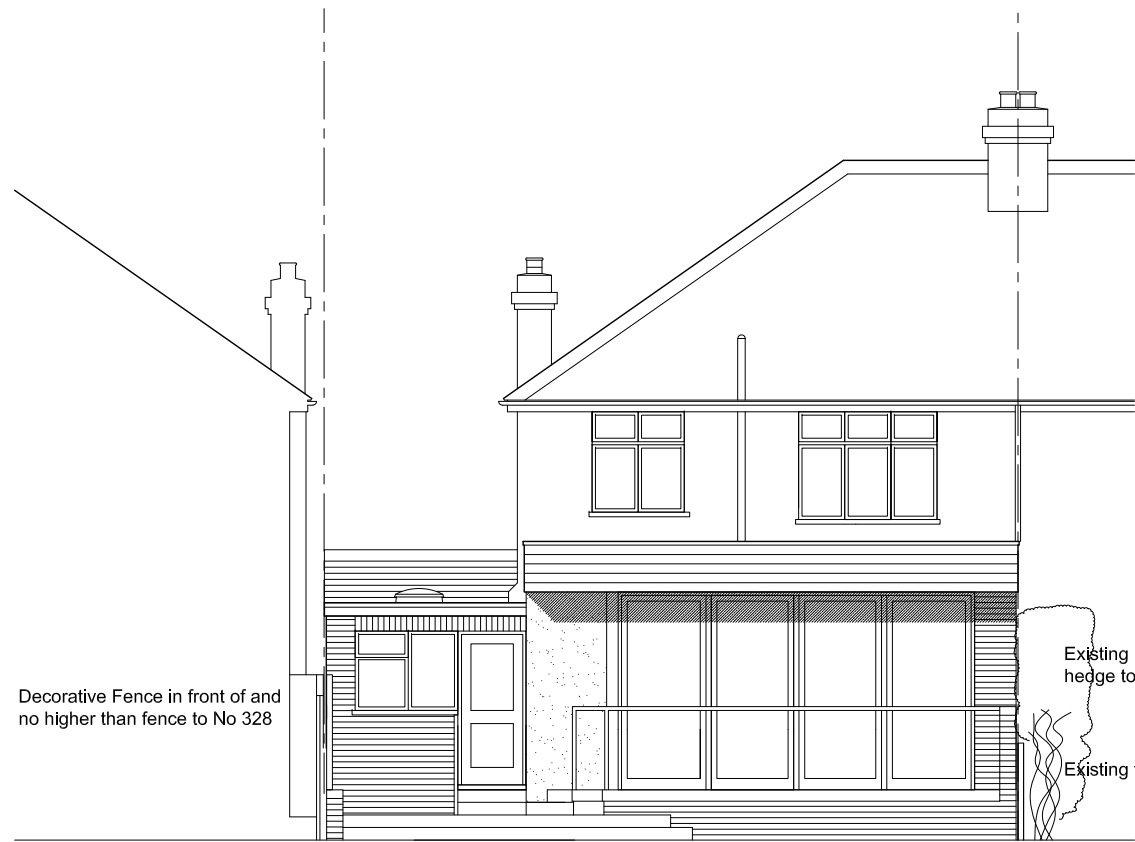 Decorative Fence in front of and
no higher than fence to No 328
Existing
hedge to
Existing